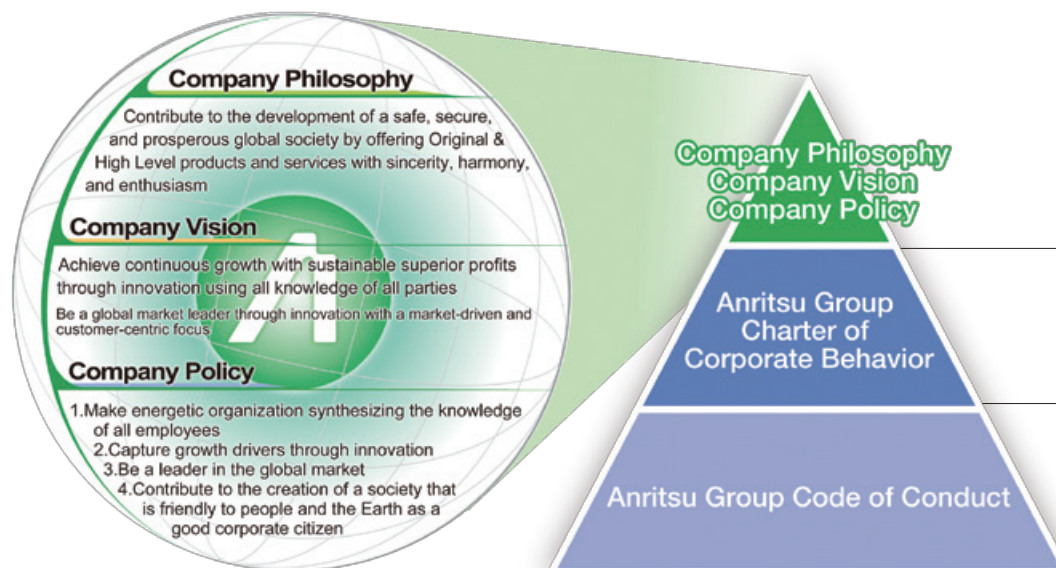 Company Philosophy
Contribute to the development of a safe, secure,
and prosperous global society by offering Original &
High Level products and services with sincerity, harmony,
and enthusiasm
Company Vision
Achieve continuous growth with sustainable superior profits
through innovation using all knowledge of all parties
Be a global market leader through innovation with a market-driven and
customer-centric focus
Company Policy
1.Make energetic organization synthesizing the knowledge
of all employees
2.Capture growth drivers through innovation
3.Be a leader in the global market
4.Contribute to the creation of a society that
is friendly to people and the Earth as a
good corporate citizen
Company Philosophy
Company Vision
Company Policy
Anritsu Group
Charter of
Corporate Behavior
Anritsu Group Code of Conduct